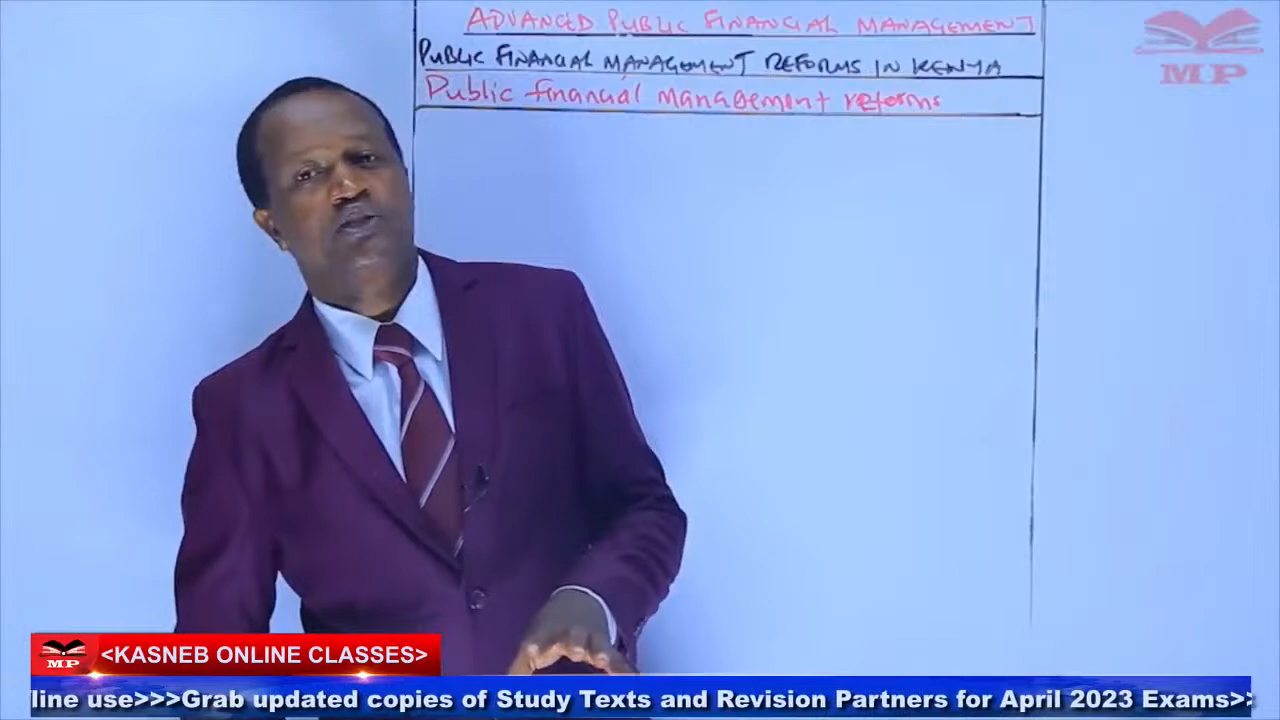 ADVANCED PUBLIC FINANCIAL MANAGEMENT
PUBLIC FINANCIAL MANAGEMENT REFORMS IN KENYA
Public financial management reforms
MP
MP
<KASNEB ONLINE CLASSES>
line use>>>Grab updated copies of Study Texts and Revision Partners for April 2023 Exams>>